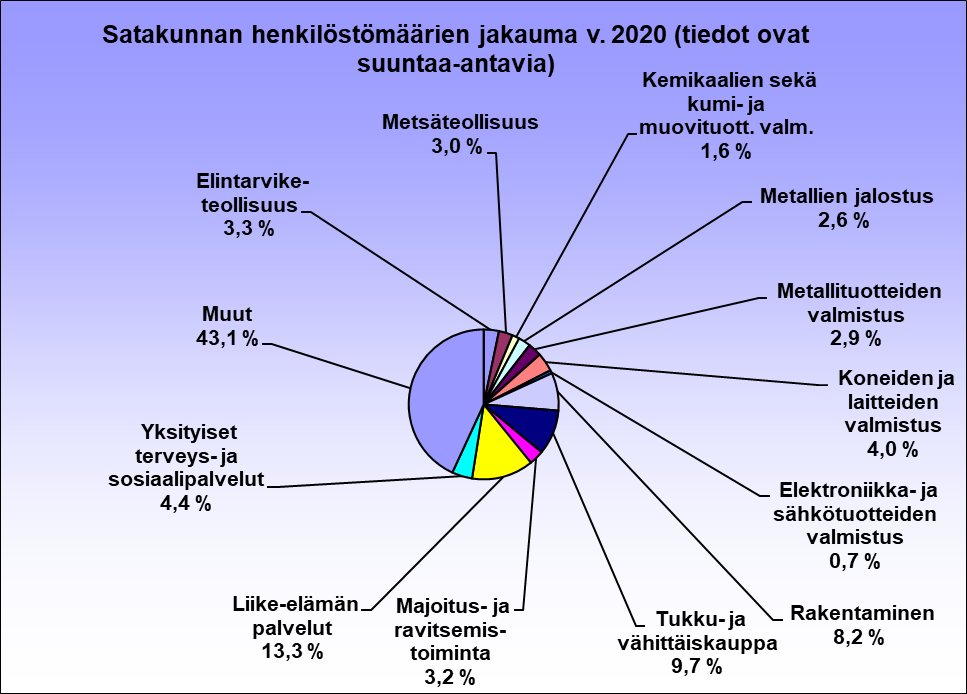 Satakunnan henkilöstömäärien jakauma v. 2020 (tiedot ovat
suuntaa-antavia)
Kemikaalien sekä
kumi- ja
muovituott. valm.
1,6 %
Metsäteollisuus
3,0 %
Elintarvike-
teollisuus
3,3 %
Metallien jalostus
2,6 %
Metallituotteiden
valmistus
2,9 %
Muut
43,1 %
Koneiden ja
laitteiden
valmistus
4,0 %
Yksityiset
terveys- ja
sosiaalipalvelut
4,4 %
Elektroniikka- ja
sähkötuotteiden
valmistus
0,7 %
Liike-elämän
palvelut
13,3 %
Majoitus- ja
ravitsemis-
toiminta
3,2 %
Tukku- ja
vähittäiskauppa
9,7 %
Rakentaminen
8,2 %